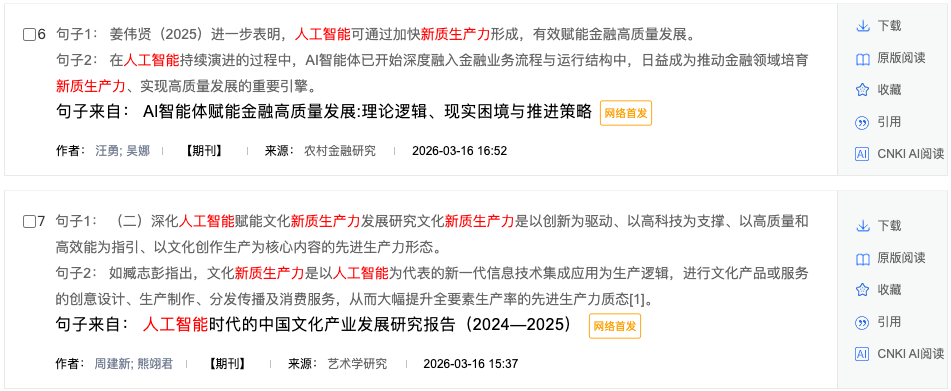 6 句子1： 姜伟贤（2025）进一步表明，人工智能可通过加快新质生产力形成，有效赋能金融高质量发展。
句子2： 在人工智能持续演进的过程中，AI智能体已开始深度融入金融业务流程与运行结构中，日益成为推动金融领域培育
新质生产力、实现高质量发展的重要引擎。
句子来自： AI智能体赋能金融高质量发展:理论逻辑、现实困境与推进策略 网络首发
作者： 汪勇; 吴娜 【期刊】 来源： 农村金融研究 2026-03-16 16:52
下载
原版阅读
收藏
引用
AI CNKI AI阅读
7 句子1： （二）深化人工智能赋能文化新质生产力发展研究文化新质生产力是以创新为驱动、以高科技为支撑、以高质量和
高效能为指引、以文化创作生产为核心内容的先进生产力形态。
句子2： 如臧志彭指出，文化新质生产力是以人工智能为代表的新一代信息技术集成应用为生产逻辑，进行文化产品或服务
的创意设计、生产制作、分发传播及消费服务，从而大幅提升全要素生产率的先进生产力质态[1]。
句子来自： 人工智能时代的中国文化产业发展研究报告（2024—2025） 网络首发
作者： 周建新; 熊翊君 【期刊】 来源： 艺术学研究 2026-03-16 15:37
下载
原版阅读
收藏
引用
AI CNKI AI阅读